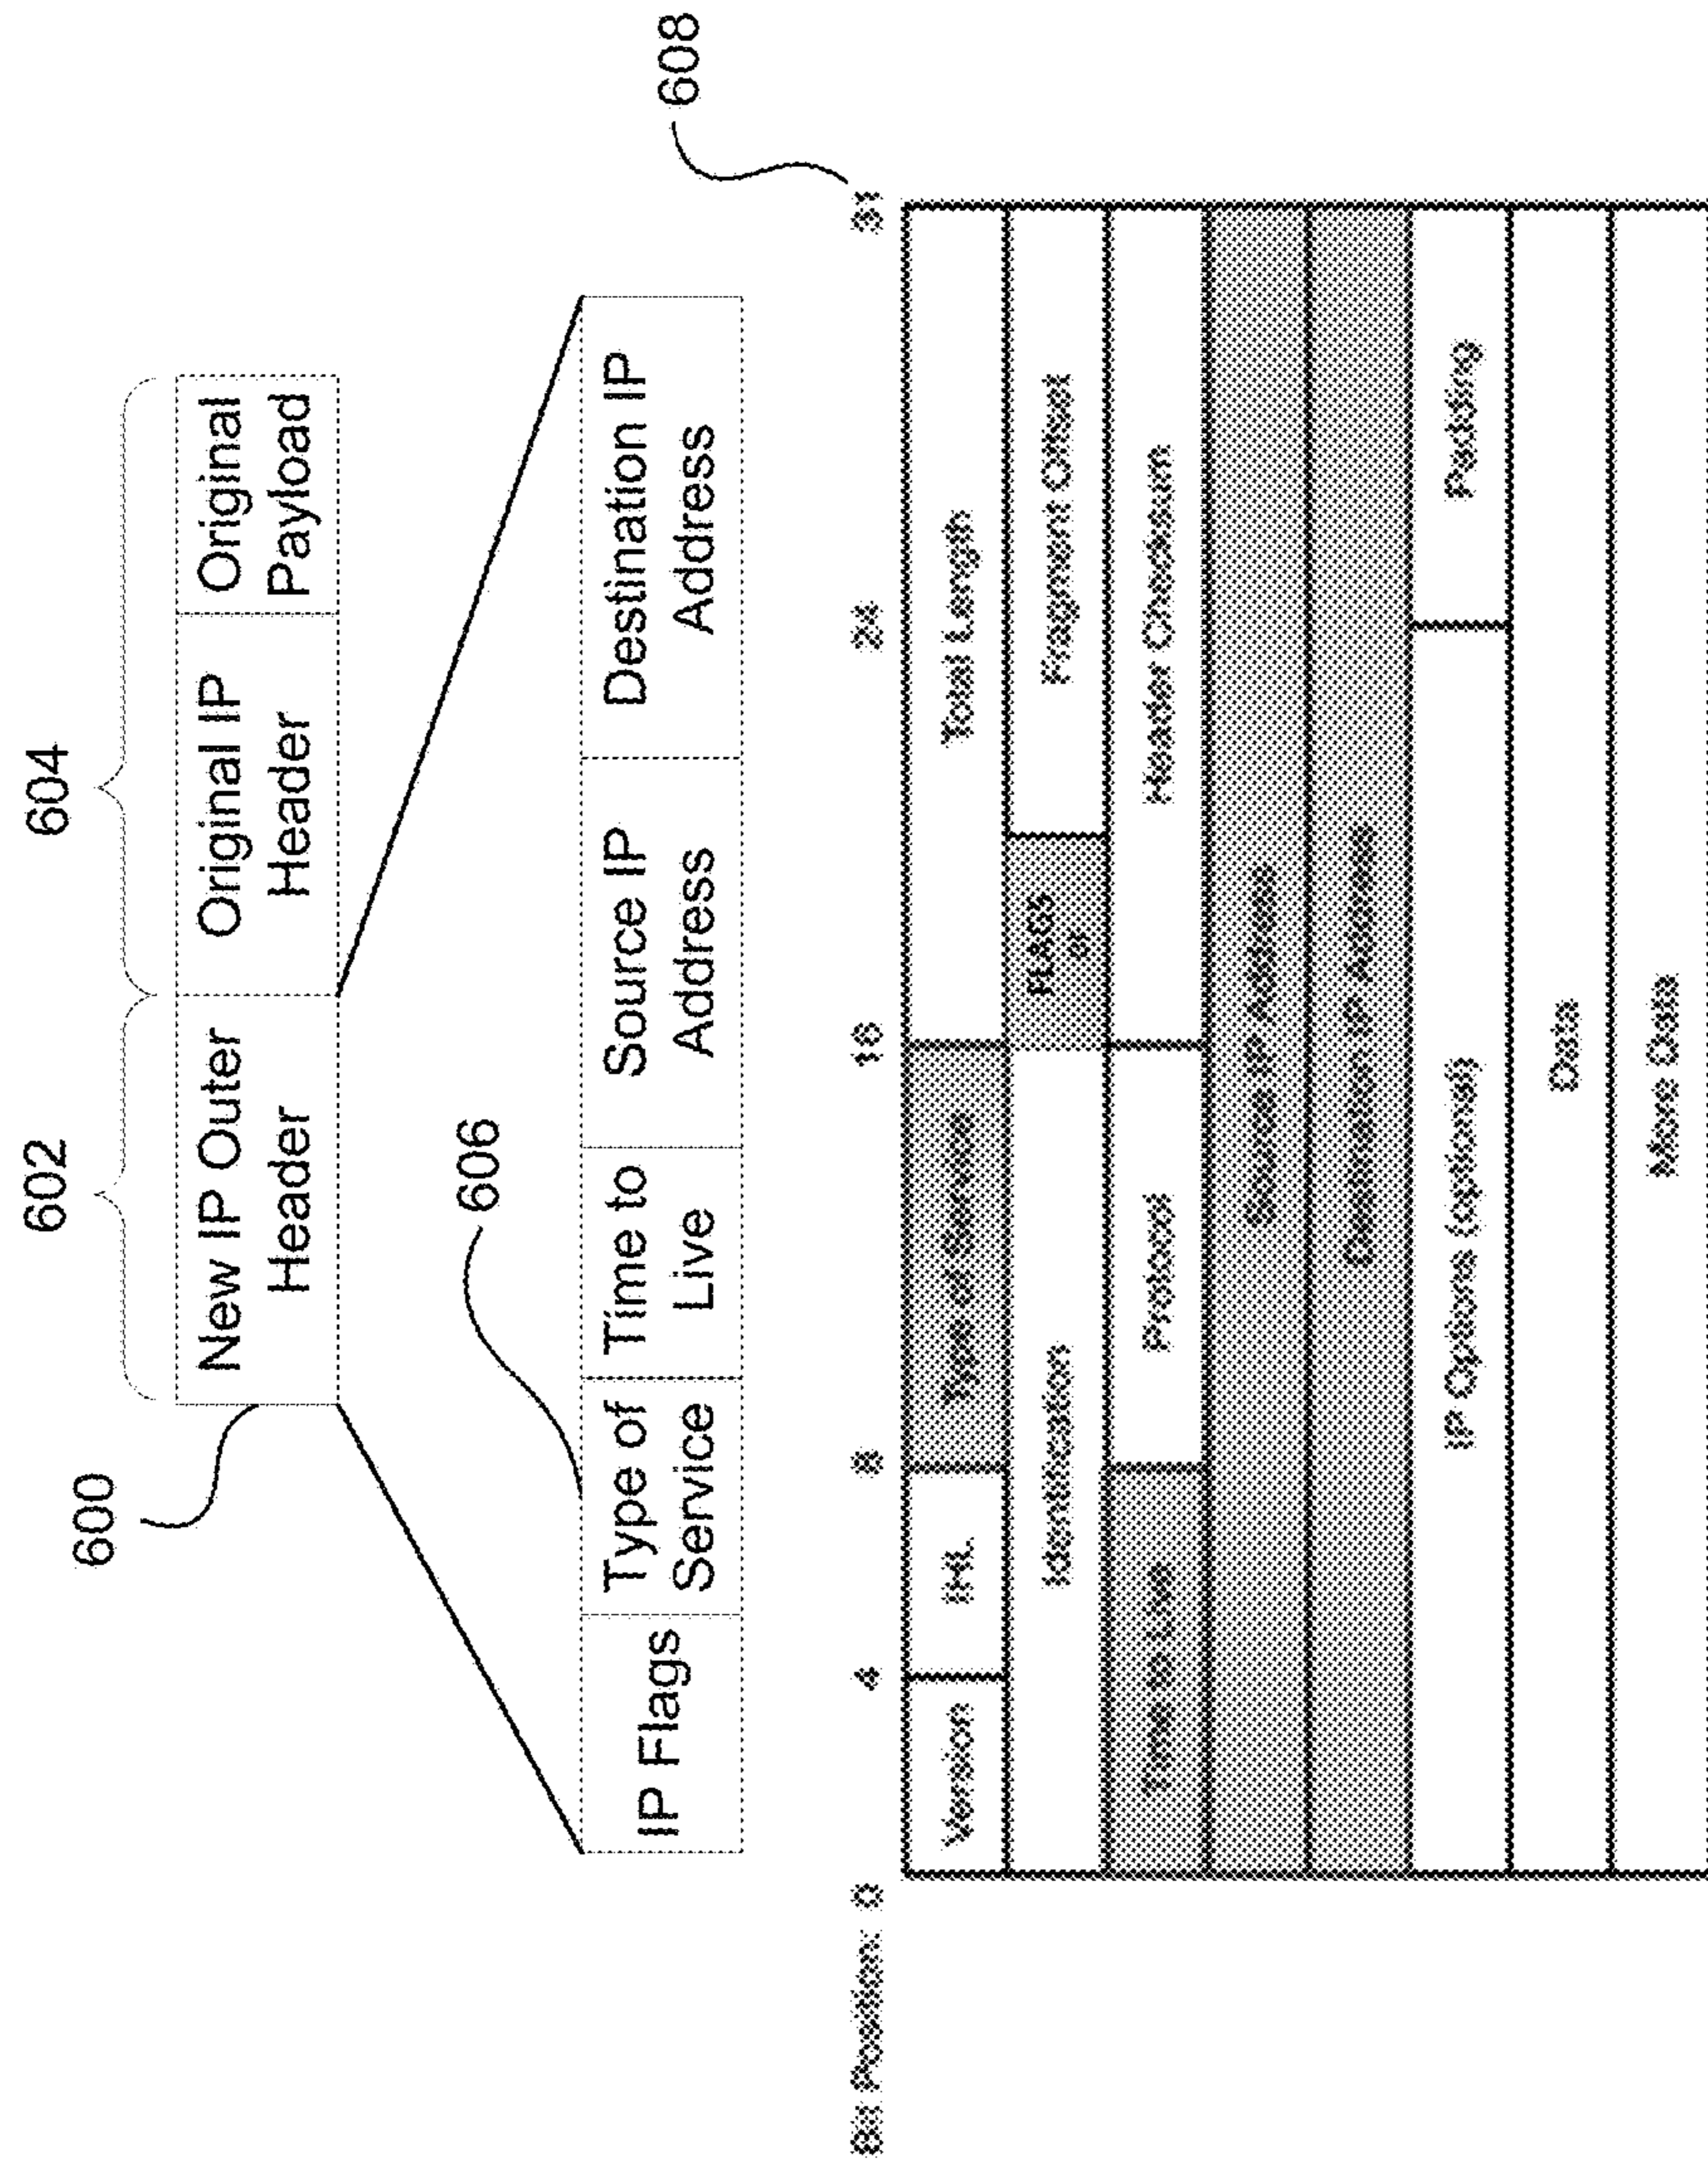 602
604
600
New IP Outer
Header
Original IP
Header
Original
Payload
606
IP Flags
Type of
Service
Time to
Live
Source IP
Address
Destination IP
Address
608
Bit Position: 0
4
8
16
24
31
Version
IHL
Type of Service
Total Length
Identification
FLAGS
Fragment Offset
Time to Live
Protocol
Header Checksum
Source IP Address
Destination IP Address
IP Options (optional)
Padding
Data
More Data